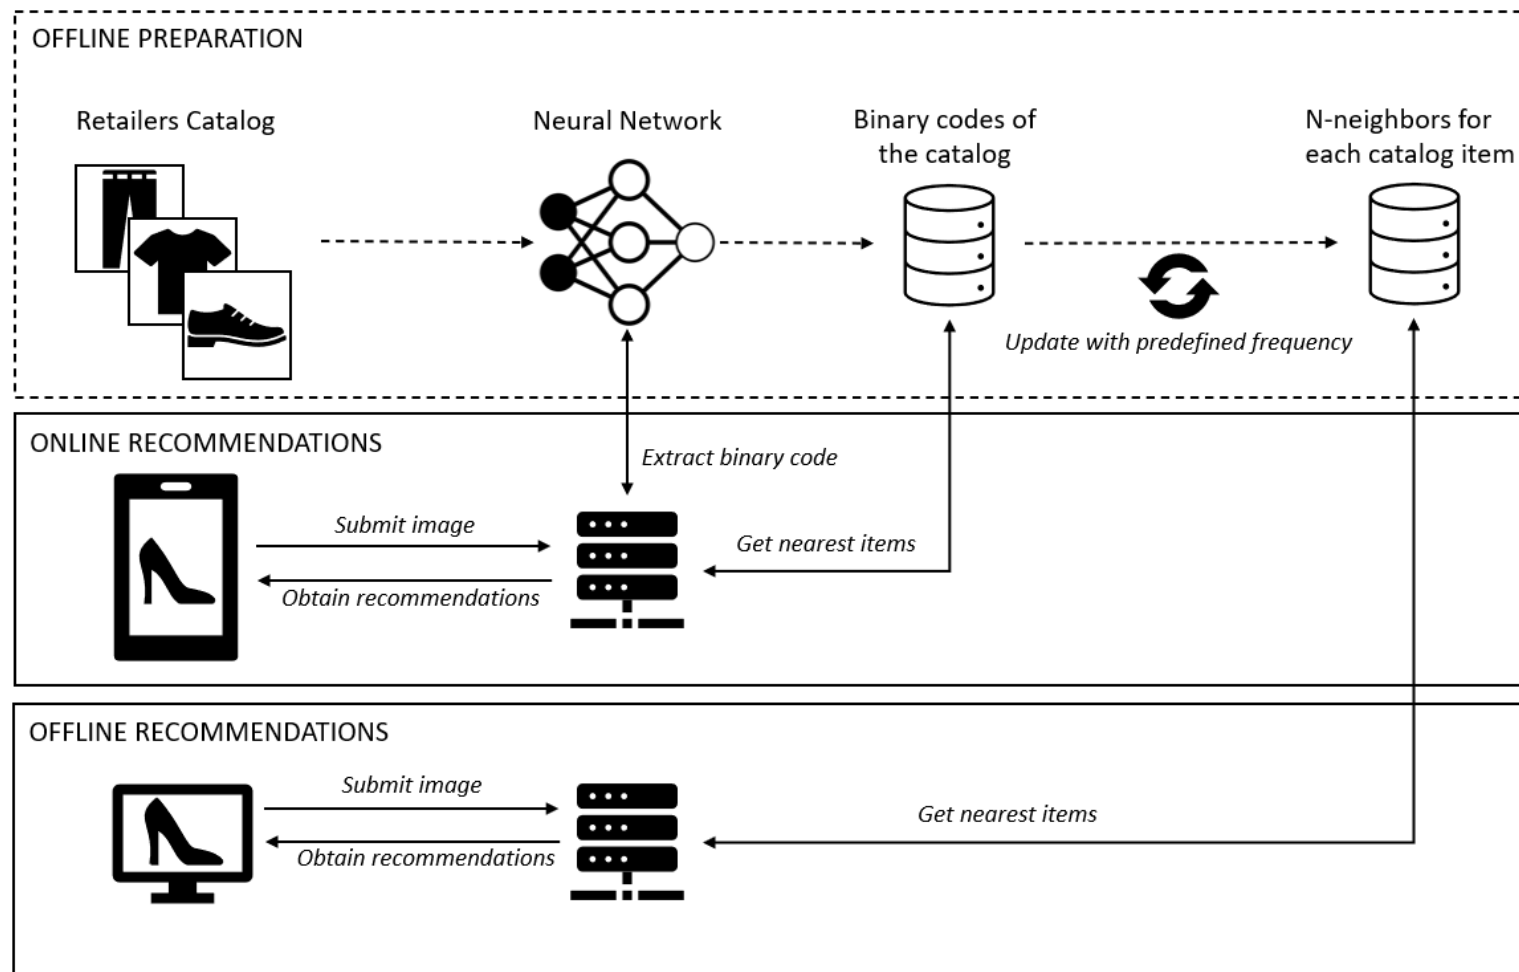 OFFLINE PREPARATION
Retailers Catalog
Neural Network
Binary codes of
the catalog
N-neighbors for
each catalog item
Update with predefined frequency
ONLINE RECOMMENDATIONS
Extract binary code
Submit image
Get nearest items
Obtain recommendations
OFFLINE RECOMMENDATIONS
Submit image
Get nearest items
Obtain recommendations